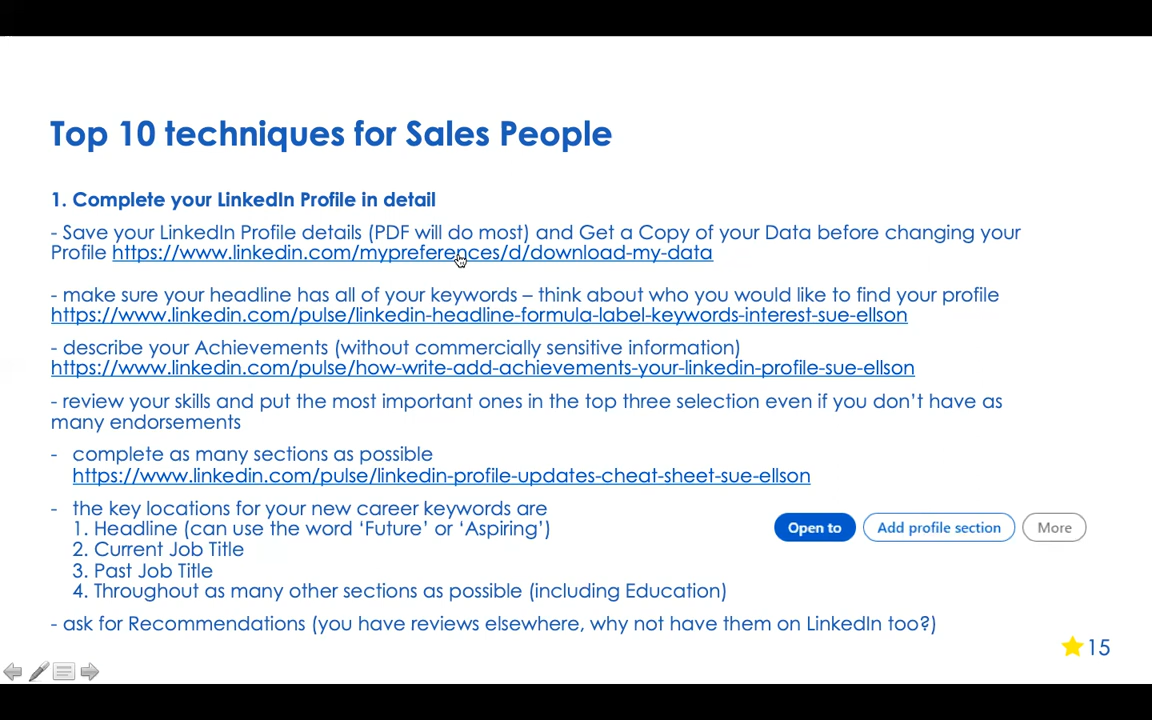 Top 10 techniques for Sales People
1. Complete your LinkedIn Profile in detail
- Save your LinkedIn Profile details (PDF will do most) and Get a Copy of your Data before changing your
Profile https://www.linkedin.com/mypreferences/d/download-my-data
- make sure your headline has all of your keywords – think about who you would like to find your profile
https://www.linkedin.com/pulse/linkedin-headline-formula-label-keywords-interest-sue-ellson
- describe your Achievements (without commercially sensitive information)
https://www.linkedin.com/pulse/how-write-add-achievements-your-linkedin-profile-sue-ellson
- review your skills and put the most important ones in the top three selection even if you don’t have as
many endorsements
- complete as many sections as possible
https://www.linkedin.com/pulse/linkedin-profile-updates-cheat-sheet-sue-ellson
- the key locations for your new career keywords are
1. Headline (can use the word ‘Future’ or ‘Aspiring’)
2. Current Job Title
3. Past Job Title
4. Throughout as many other sections as possible (including Education)
Open to Add profile section More
- ask for Recommendations (you have reviews elsewhere, why not have them on LinkedIn too?)
15